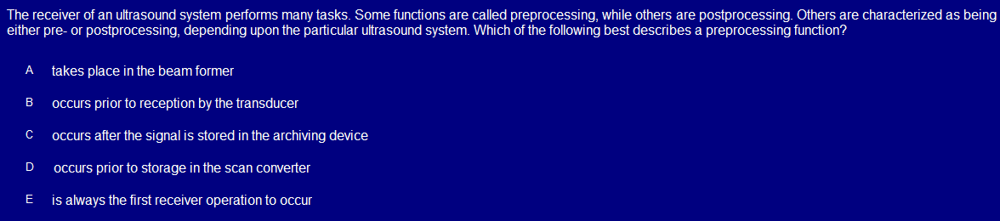 The receiver of an ultrasound system performs many tasks. Some functions are called preprocessing, while others are postprocessing. Others are characterized as being
either pre- or postprocessing, depending upon the particular ultrasound system. Which of the following best describes a preprocessing function?
A takes place in the beam former
B occurs prior to reception by the transducer
C occurs after the signal is stored in the archiving device
D occurs prior to storage in the scan converter
E is always the first receiver operation to occur